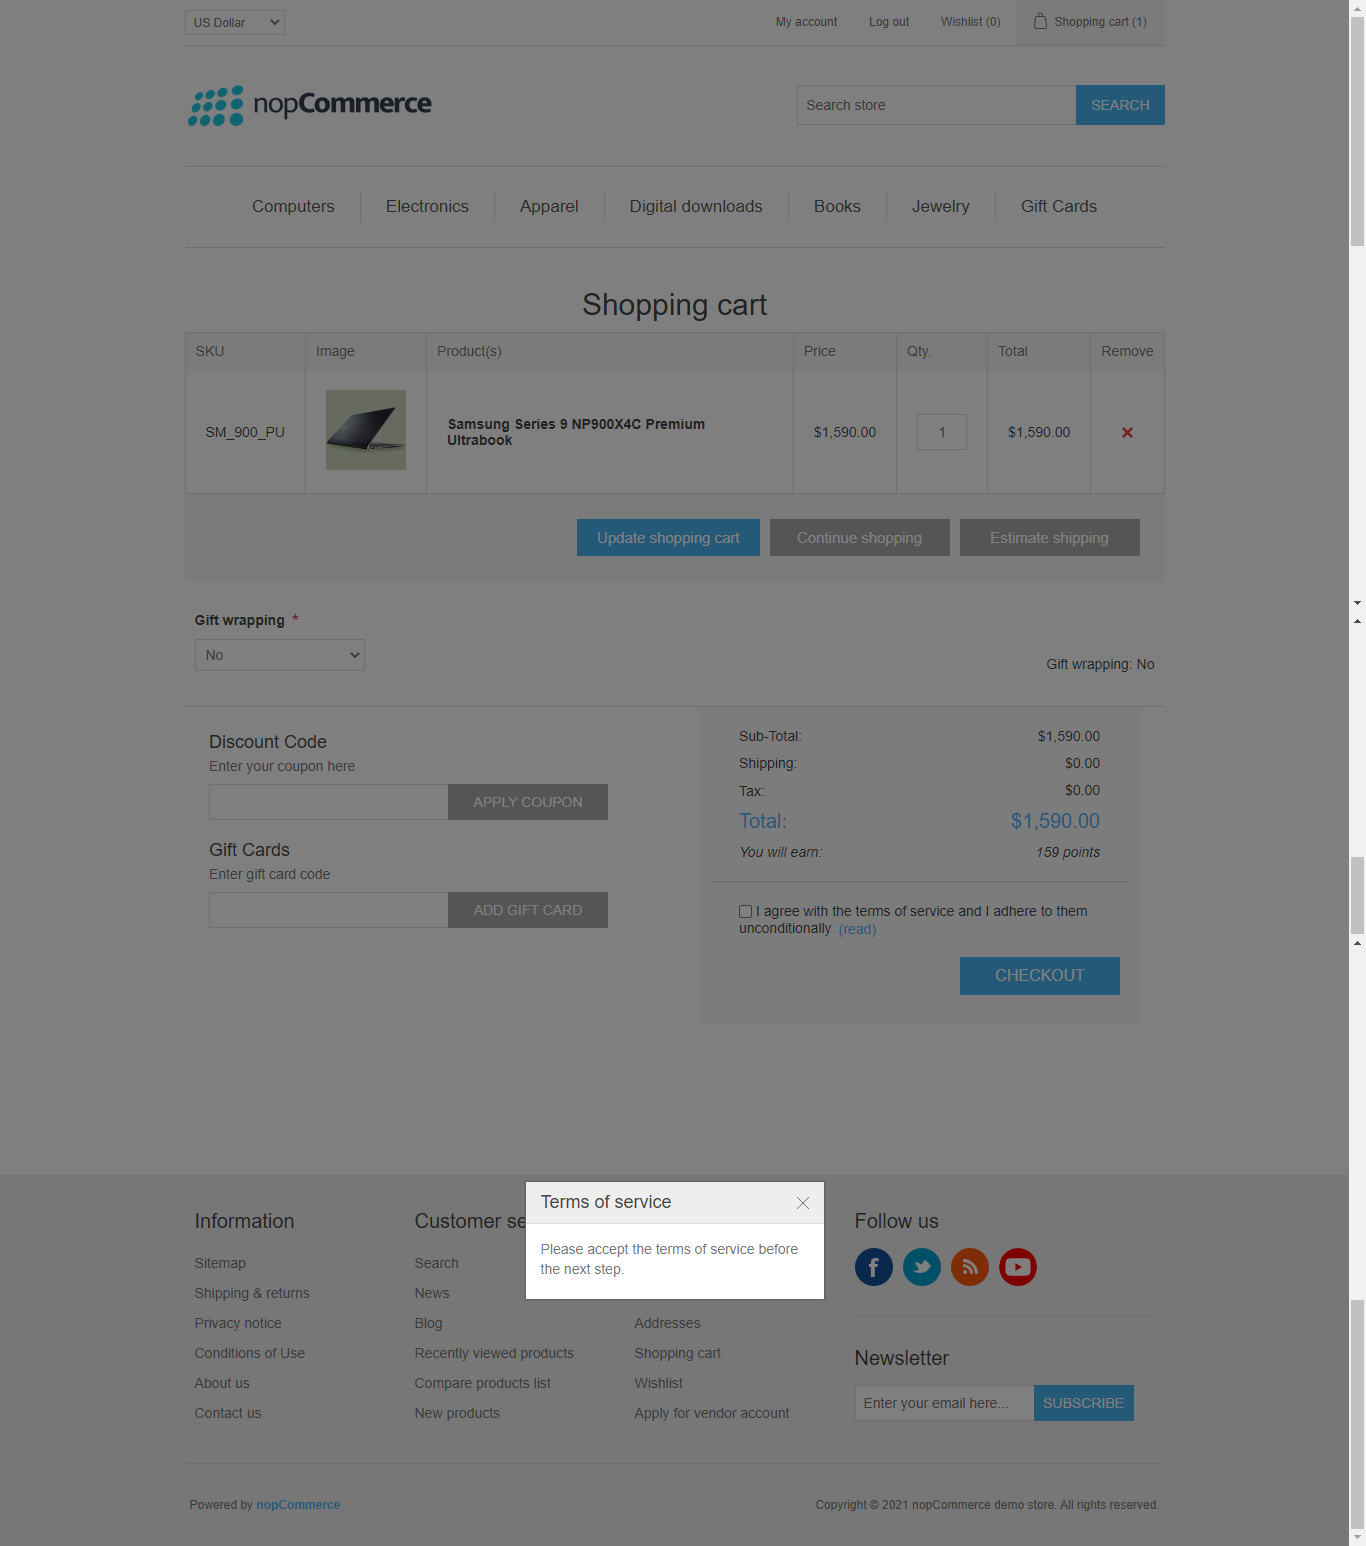 US Dollar
My account
Log out
Wishlist (0)
Shopping cart (1)
nopCommerce
Search store
SEARCH
Computers
Electronics
Apparel
Digital downloads
Books
Jewelry
Gift Cards
Shopping cart
SKU
Image
Product(s)
Price
Qty.
Total
Remove
SM_900_PU
Samsung Series 9 NP900X4C Premium
Ultrabook
$1,590.00
1
$1,590.00
Update shopping cart
Continue shopping
Estimate shipping
Gift wrapping *
No
Gift wrapping: No
Discount Code
Enter your coupon here
APPLY COUPON
Gift Cards
Enter gift card code
ADD GIFT CARD
Sub-Total: $1,590.00
Shipping: $0.00
Tax: $0.00
Total: $1,590.00
You will earn: 159 points
I agree with the terms of service and I adhere to them
unconditionally (read)
CHECKOUT
Terms of service
Please accept the terms of service before
the next step.
Information
Sitemap
Shipping & returns
Privacy notice
Conditions of Use
About us
Contact us
Customer se
Search
News
Blog
Recently viewed products
Compare products list
New products
Addresses
Shopping cart
Wishlist
Apply for vendor account
Follow us
Newsletter
Enter your email here...
SUBSCRIBE
Powered by nopCommerce
Copyright © 2021 nopCommerce demo store. All rights reserved.